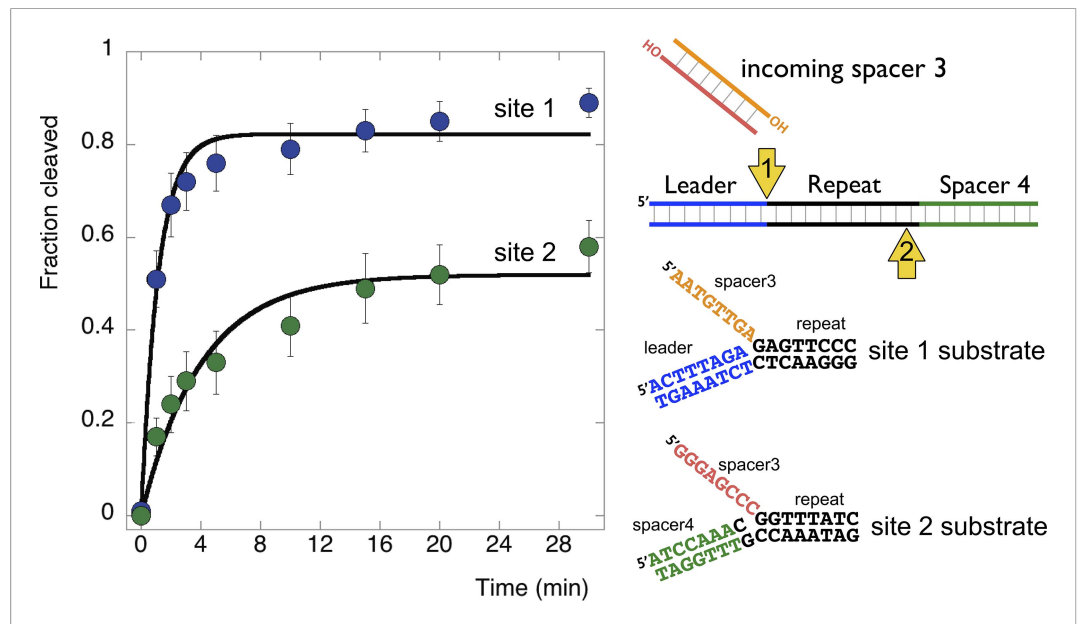 1
0.8
0.6
0.4
0.2
0
Fraction cleaved
0
4
8
12
16
20
24
28
Time (min)
site 1
site 2
HO
OH
incoming spacer 3
1
Leader
Repeat
Spacer 4
5'
2
5'AATGTTGA
spacer3
repeat
GAGTTCCC
CTCAAGGG
leader
5'ACTTTAGA
TGAAATCT
site 1 substrate
5'GGGAGCCC
spacer3
repeat
C GGTTTATC
GCCAAATAG
spacer4
5'ATCCAAA
TAGGTTT
site 2 substrate